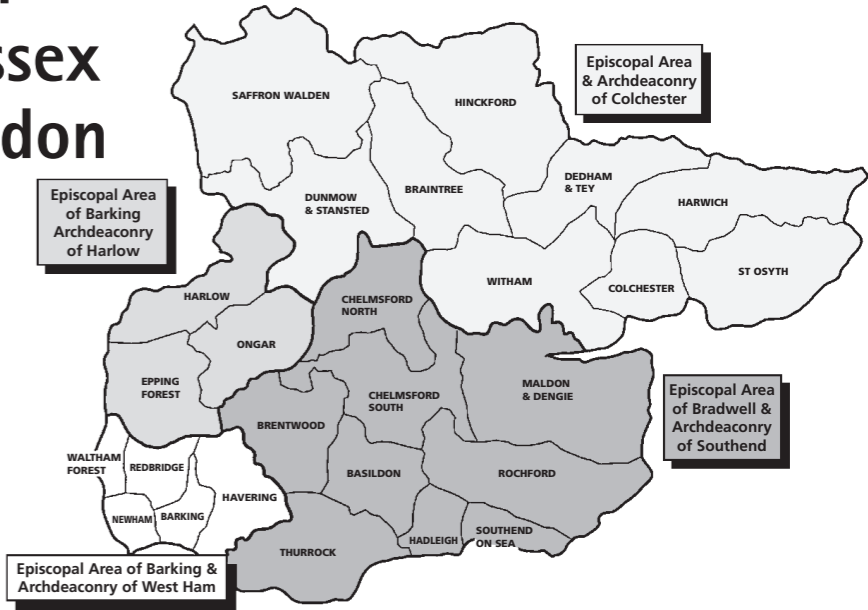 ssex
don
Episcopal Area
& Archdeaconry
of Colchester
SAFFRON WALDEN
HINCKFORD
DEDHAM
& TEY
BRAINTREE
DUNMOW
& STANSTED
HARWICH
Episcopal Area
of Barking
Archdeaconry
of Harlow
ST OSYTH
WITHAM
COLCHESTER
HARLOW
CHELMSFORD
NORTH
ONGAR
EPPING
FOREST
CHELMSFORD
SOUTH
MALDON
& DENGIE
Episcopal Area
of Bradwell &
Archdeaconry
of Southend
BRENTWOOD
WALTHAM
FOREST
REDBRIDGE
BASILDON
ROCHFORD
HAVERING
NEWHAM
BARKING
HADLEIGH
SOUTHEND
ON SEA
THURROCK
Episcopal Area of Barking &
Archdeaconry of West Ham